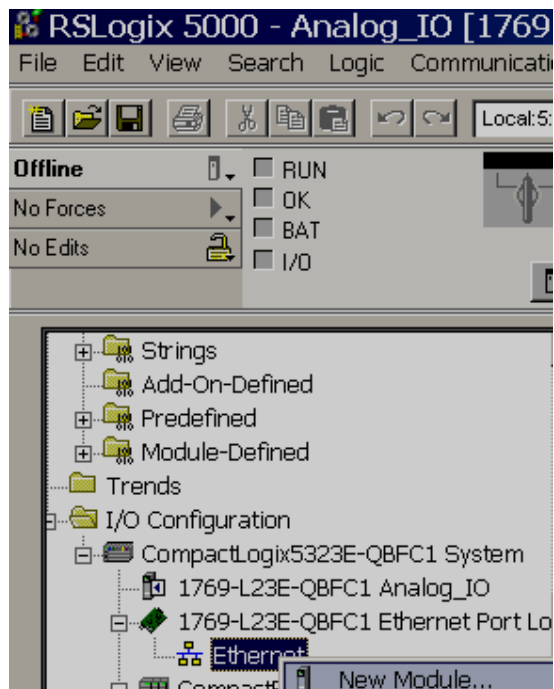 RSLogix 5000 - Analog_IO [1769
File Edit View Search Logic Communicati
Local:5:
Offline
RUN
No Forces
OK
No Edits
BAT
I/O
Strings
Add-On-Defined
Predefined
Module-Defined
Trends
I/O Configuration
CompactLogix5323E-QBFC1 System
1769-L23E-QBFC1 Analog_IO
1769-L23E-QBFC1 Ethernet Port Lo
Ethernet
New Module...